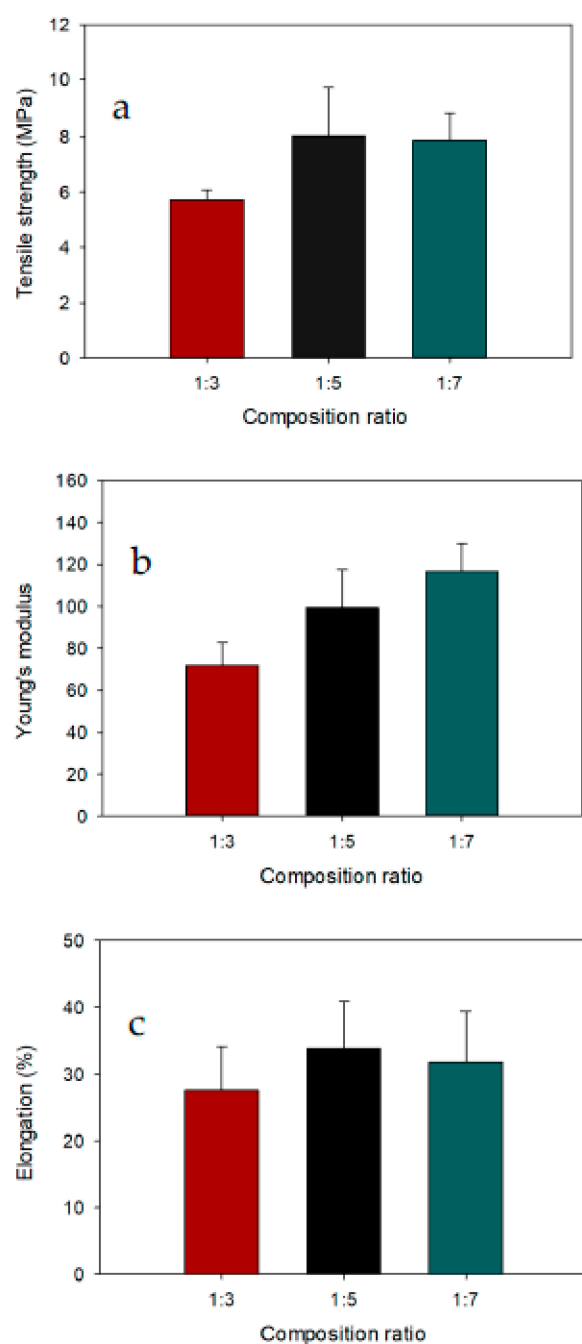 12
10
8
6
4
2
0
Tensile strength (MPa)
a
1:3 1:5 1:7
Composition ratio
160
140
120
100
80
60
40
20
0
Young's modulus
b
1:3 1:5 1:7
Composition ratio
50
40
30
20
10
0
Elongation (%)
c
1:3 1:5 1:7
Composition ratio